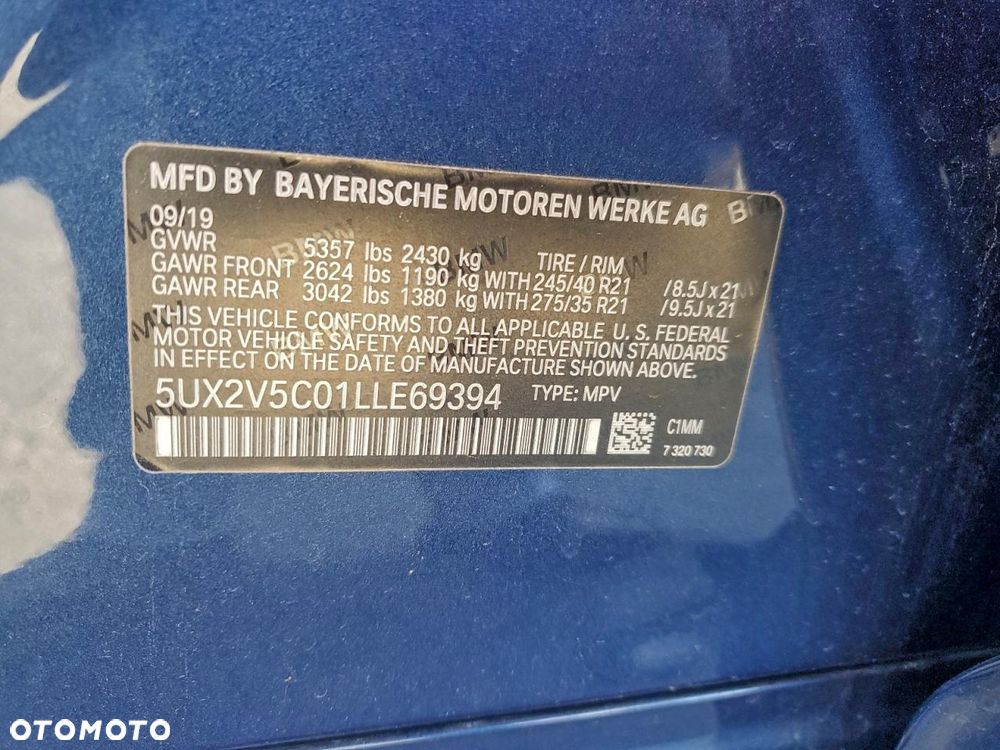 MFD BY BAYERISCHE MOTOREN WERKE AG
09/19
GVWR 5357 lbs 2430 kg TIRE / RIM
GAWR FRONT 2624 lbs 1190 kg WITH 245/40 R21 /8.5J x 21
GAWR REAR 3042 lbs 1380 kg WITH 275/35 R21 /9.5J x 21
THIS VEHICLE CONFORMS TO ALL APPLICABLE U. S. FEDERAL
MOTOR VEHICLE SAFETY AND THEFT PREVENTION STANDARDS
IN EFFECT ON THE DATE OF MANUFACTURE SHOWN ABOVE.
5UX2V5C01LLE69394 TYPE: MPV
C1MM
7 320 730
OTOMOTO